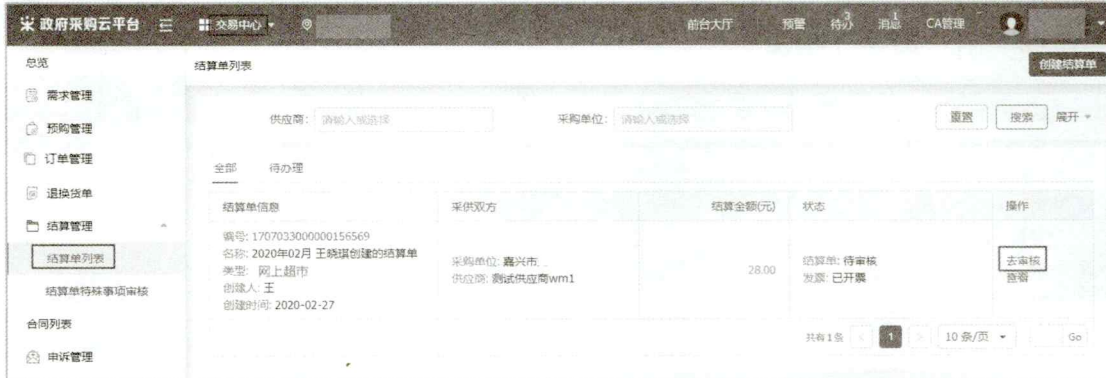 政府采购云平台 交易中心 前台大厅 预警 待办 3 消息 1 CA管理
总览
需求管理
预购管理
订单管理
退换货单
结算管理
结算单列表
结算单特殊事项审核
合同列表
申诉管理
结算单列表 创建结算单
供应商: 请输入或选择 采购单位: 请输入或选择 重置 搜索 展开
全部 待办理
结算单信息 采供双方 结算金额(元) 状态 操作
编号: 1707033000000156569
名称: 2020年02月 王晓琪创建的结算单
类型: 网上超市
创建人: 王
创建时间: 2020-02-27
采购单位: 嘉兴市
供应商: 测试供应商wm1
28.00
结算单: 待审核
发票: 已开票
去审核
查看
共有1条 < 1 > 10 条/页 Go